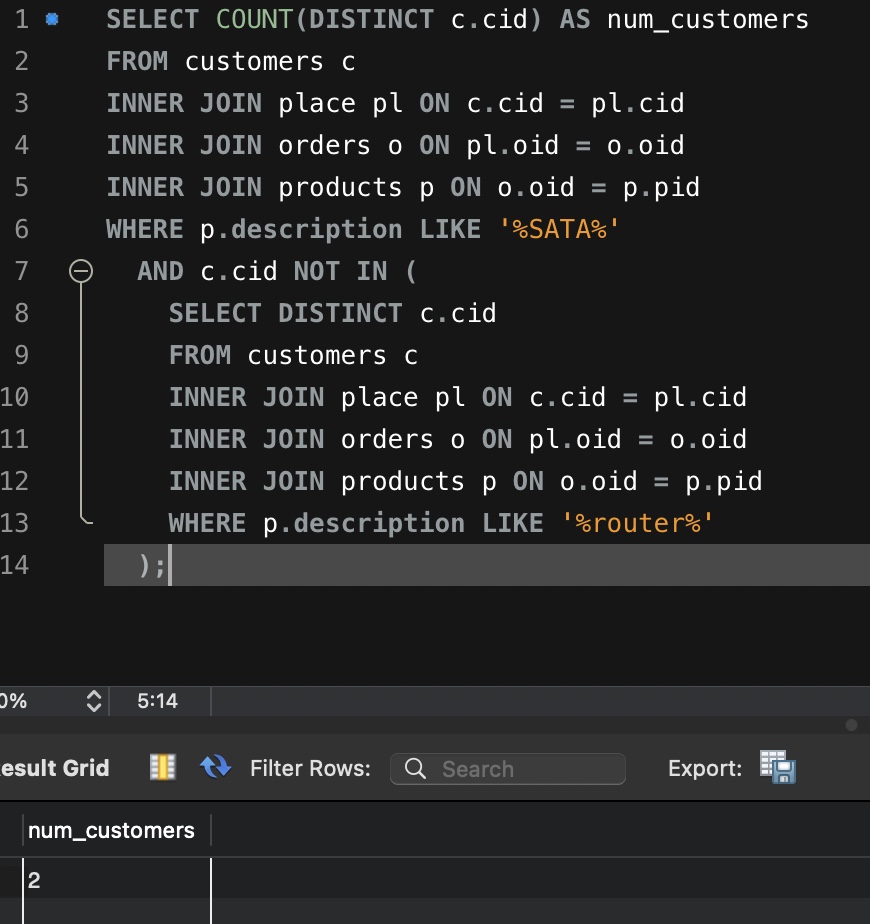 1 SELECT COUNT(DISTINCT c.cid) AS num_customers
2 FROM customers c
3 INNER JOIN place pl ON c.cid = pl.cid
4 INNER JOIN orders o ON pl.oid = o.oid
5 INNER JOIN products p ON o.oid = p.pid
6 WHERE p.description LIKE '%SATA%'
7 AND c.cid NOT IN (
8 SELECT DISTINCT c.cid
9 FROM customers c
10 INNER JOIN place pl ON c.cid = pl.cid
11 INNER JOIN orders o ON pl.oid = o.oid
12 INNER JOIN products p ON o.oid = p.pid
13 WHERE p.description LIKE '%router%'
14 );
0% 5:14
esult Grid Filter Rows: Search Export:
num_customers
2